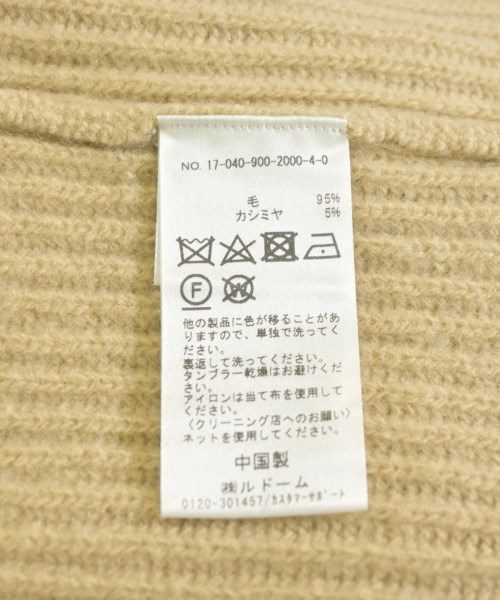 NO. 17-040-900-2000-4-0
毛 95%
カシミヤ 5%
F W
他の製品に色が移ることがあ
りますので、単独で洗ってく
ださい。
裏返して洗ってください。
タンブラー乾燥はお避けくだ
さい。
アイロンは当て布を使用して
ください。
〈クリーニング店へのお願い〉
ネットを使用してください。
中国製
㈱ルドーム
0120-301457/カスタマーサポート